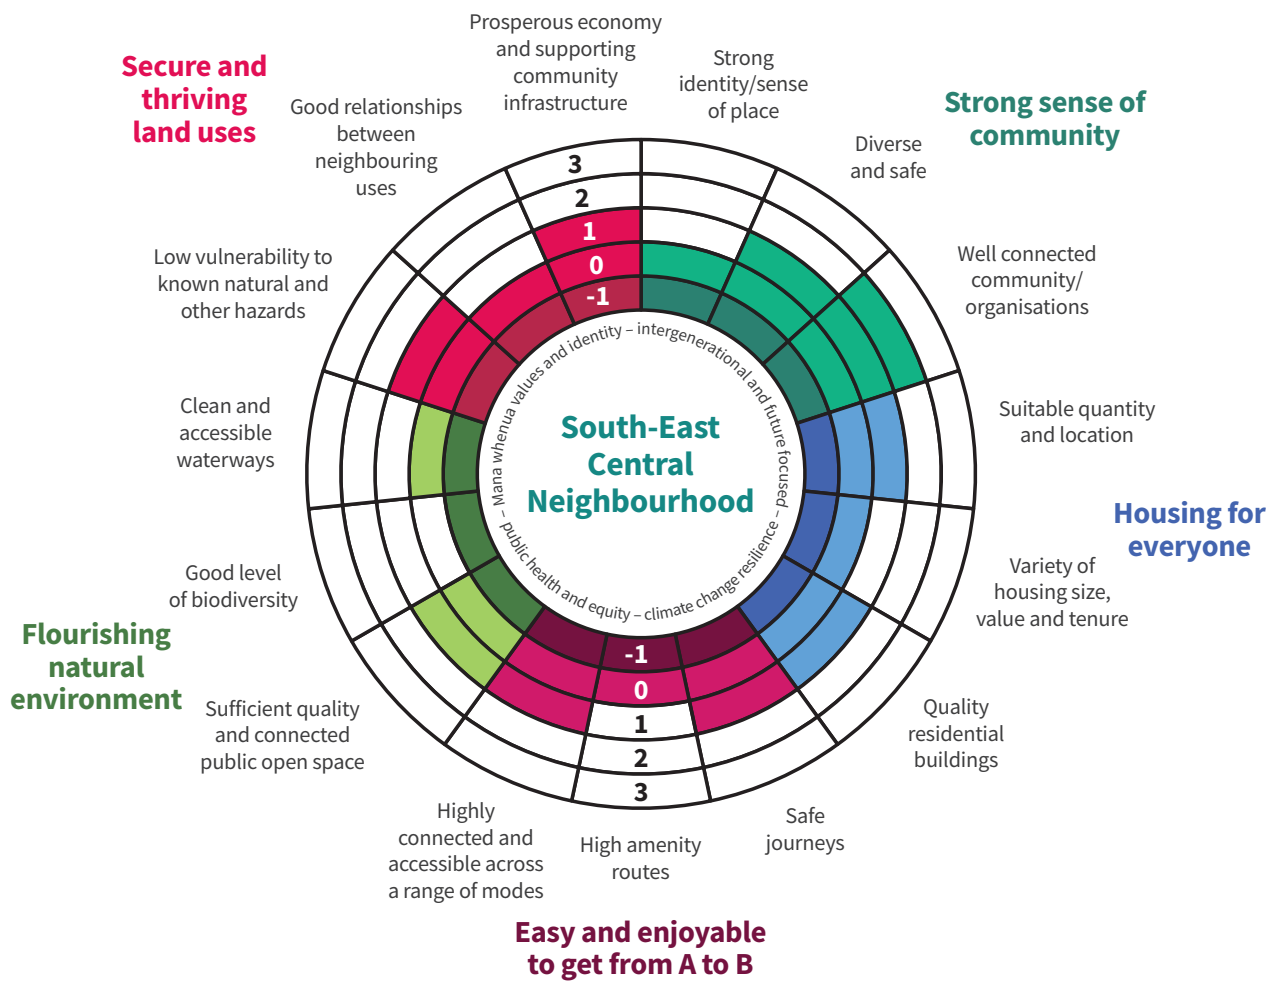 Prosperous economy
and supporting
community
infrastructure
Strong
identity/sense
of place
Strong sense of
community
Diverse
and safe
Well connected
community/
organisations
Suitable quantity
and location
Housing for
everyone
Variety of
housing size,
value and tenure
Quality
residential
buildings
Safe
journeys
High amenity
routes
Easy and enjoyable
to get from A to B
Highly
connected and
accessible across
a range of modes
Sufficient quality
and connected
public open space
Flourishing
natural
environment
Good level
of biodiversity
Clean and
accessible
waterways
Low vulnerability to
known natural and
other hazards
Good relationships
between
neighbouring
uses
Secure and
thriving
land uses
3
2
1
0
-1
Mana whenua values and identity – intergenerational and future focused – climate change resilience – public health and equity –
South-East
Central
Neighbourhood
-1
0
1
2
3